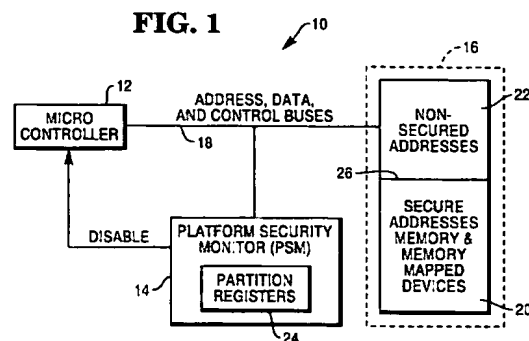 FIG. 1
10
16
12
MICRO
CONTROLLER
ADDRESS, DATA,
AND CONTROL BUSES
18
22
NON-
SECURED
ADDRESSES
26
SECURE
ADDRESSES
MEMORY &
MEMORY
MAPPED
DEVICES
20
DISABLE
PLATFORM SECURITY
MONITOR (PSM)
14
PARTITION
REGISTERS
24